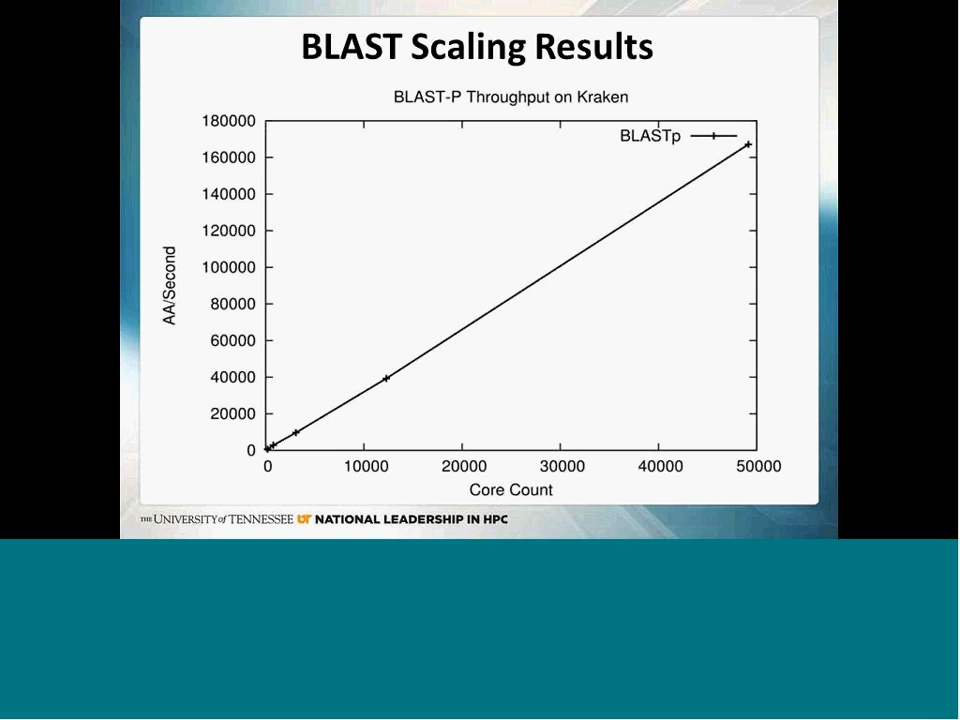 BLAST Scaling Results
BLAST-P Throughput on Kraken
BLASTp
180000
160000
140000
120000
100000
80000
60000
40000
20000
0
AA/Second
0 10000 20000 30000 40000 50000
Core Count
THE UNIVERSITY of TENNESSEE UT NATIONAL LEADERSHIP IN HPC